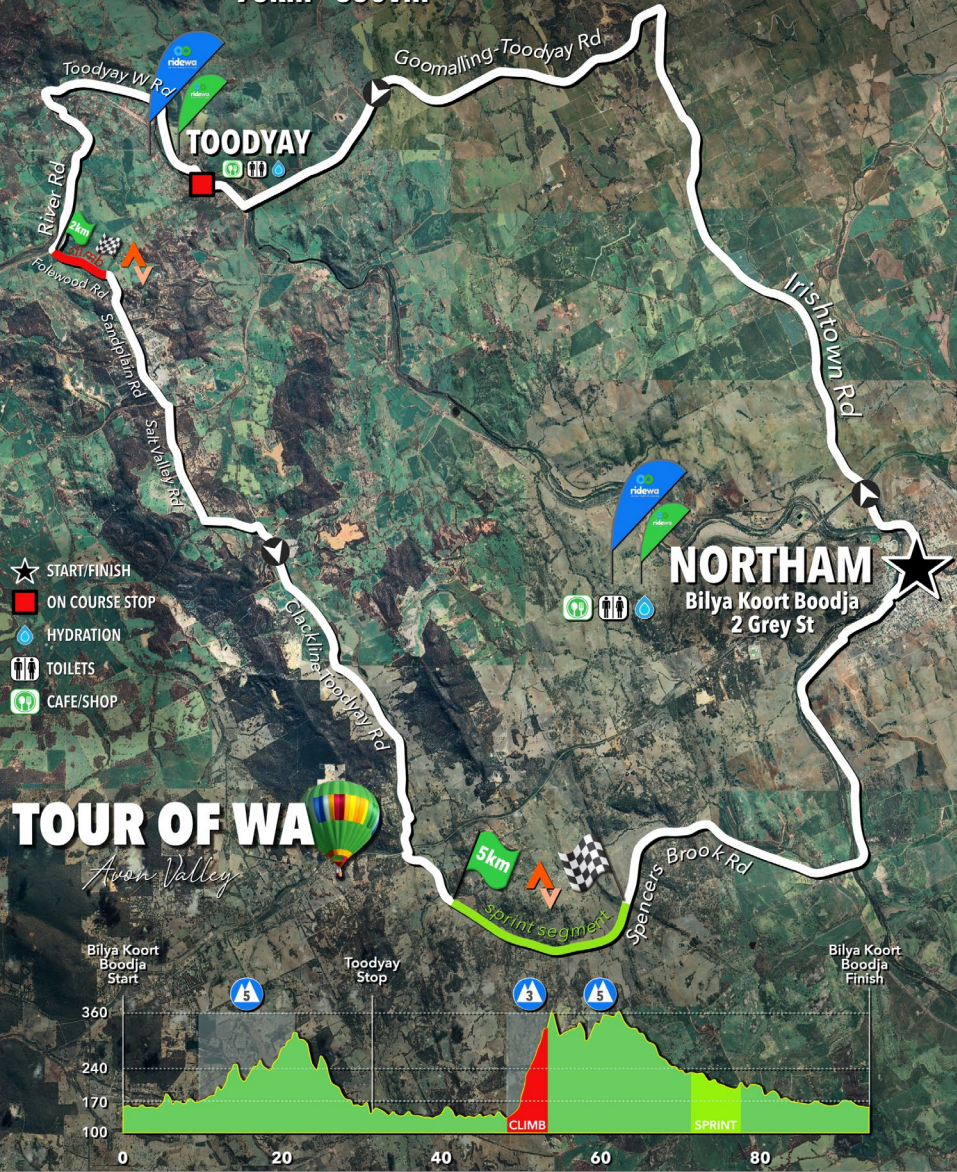 Goomalling-Toodyay Rd
Toodyay W Rd
ridewa
ridewa
TOODYAY
River Rd
2km
climb
Folewood Rd
Sandplain Rd
Salt Valley Rd
Irishtown Rd
ridewa
ridewa
NORTHAM
Bilya Koort Boodja
2 Grey St
START/FINISH
ON COURSE STOP
HYDRATION
TOILETS
CAFE/SHOP
Clackline-Toodyay Rd
TOUR OF WA
Avon Valley
5km
sprint segment
Spencers Brook Rd
Bilya Koort
Boodja
Start
Toodyay
Stop
Bilya Koort
Boodja
Finish
5
3
5
360
240
170
100
CLIMB
SPRINT
0
20
40
60
80